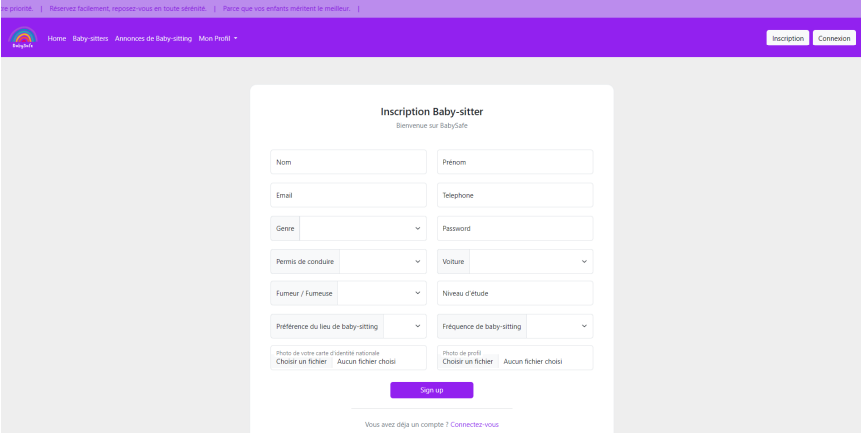 re priorité. | Réservez facilement, reposez-vous en toute sérénité. | Parce que vos enfants méritent le meilleur. |
BabySafe
Home Baby-sitters Annonces de Baby-sitting Mon Profil
Inscription Connexion
Inscription Baby-sitter
Bienvenue sur BabySafe
Nom Prénom
Email Telephone
Genre Password
Permis de conduire Voiture
Fumeur / Fumeuse Niveau d'étude
Préférence du lieu de baby-sitting Fréquence de baby-sitting
Photo de votre carte d'identité nationale Photo de profil
Choisir un fichier Aucun fichier choisi Choisir un fichier Aucun fichier choisi
Sign up
Vous avez déja un compte ? Connectez-vous